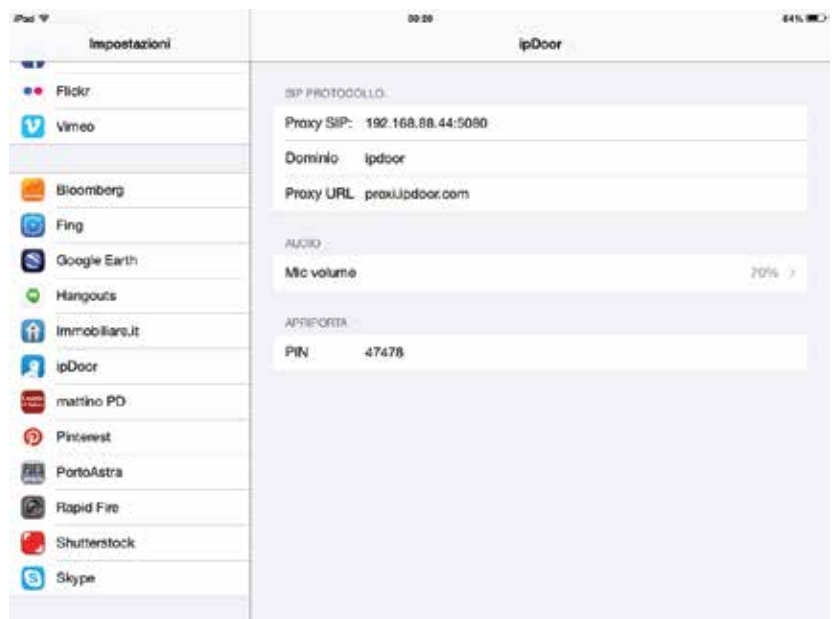 iPad 00:20 84%
Impostazioni
ipDoor
Flickr
Vimeo
Bloomberg
Fing
Google Earth
Hangouts
Immobiliare.it
ipDoor
mattino PD
Pinterest
PortoAstra
Rapid Fire
Shutterstock
Skype
SIP PROTOCOLLO.
Proxy SIP: 192.168.88.44:5080
Dominio ipdoor
Proxy URL proxi.ipdoor.com
AUDIO
Mic volume 70%
APRIPORTA
PIN 47478